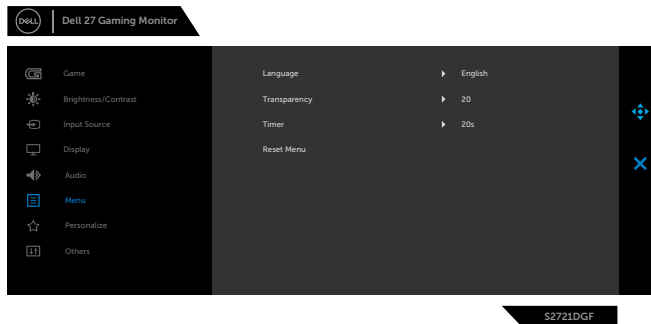 DELL
Dell 27 Gaming Monitor
Game
Language
English
Brightness/Contrast
Transparency
20
Input Source
Timer
20s
Display
Reset Menu
Audio
Menu
Personalize
Others
S2721DGF